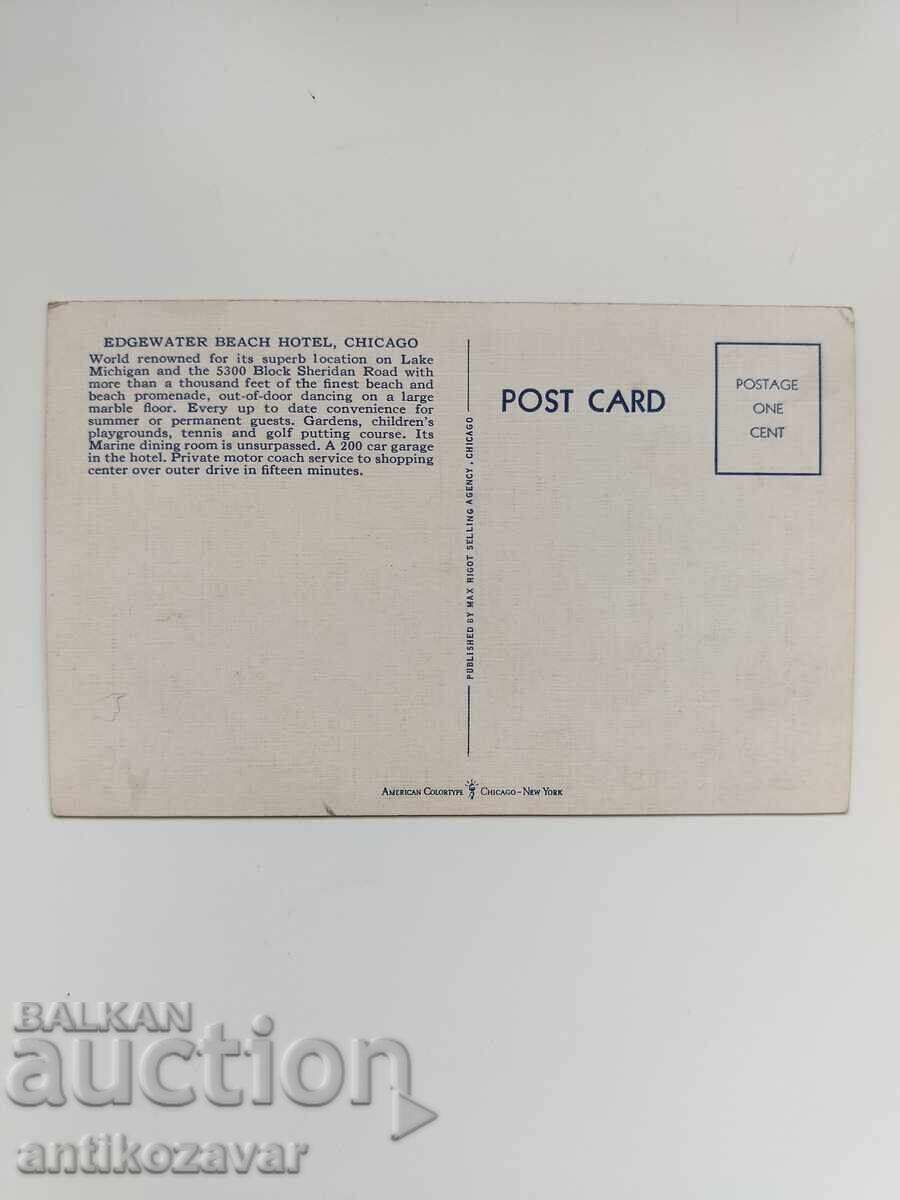 EDGEWATER BEACH HOTEL, CHICAGO
World renowned for its superb location on Lake
Michigan and the 5300 Block Sheridan Road with
more than a thousand feet of the finest beach and
beach promenade, out-of-door dancing on a large
marble floor. Every up to date convenience for
summer or permanent guests. Gardens, children's
playgrounds, tennis and golf putting course. Its
Marine dining room is unsurpassed. A 200 car garage
in the hotel. Private motor coach service to shopping
center over outer drive in fifteen minutes.
PUBLISHED BY MAX RIGOT SELLING AGENCY, CHICAGO
POST CARD
POSTAGE
ONE
CENT
AMERICAN COLORTYPE CHICAGO-NEW YORK
BALKAN
auction
antikozavar